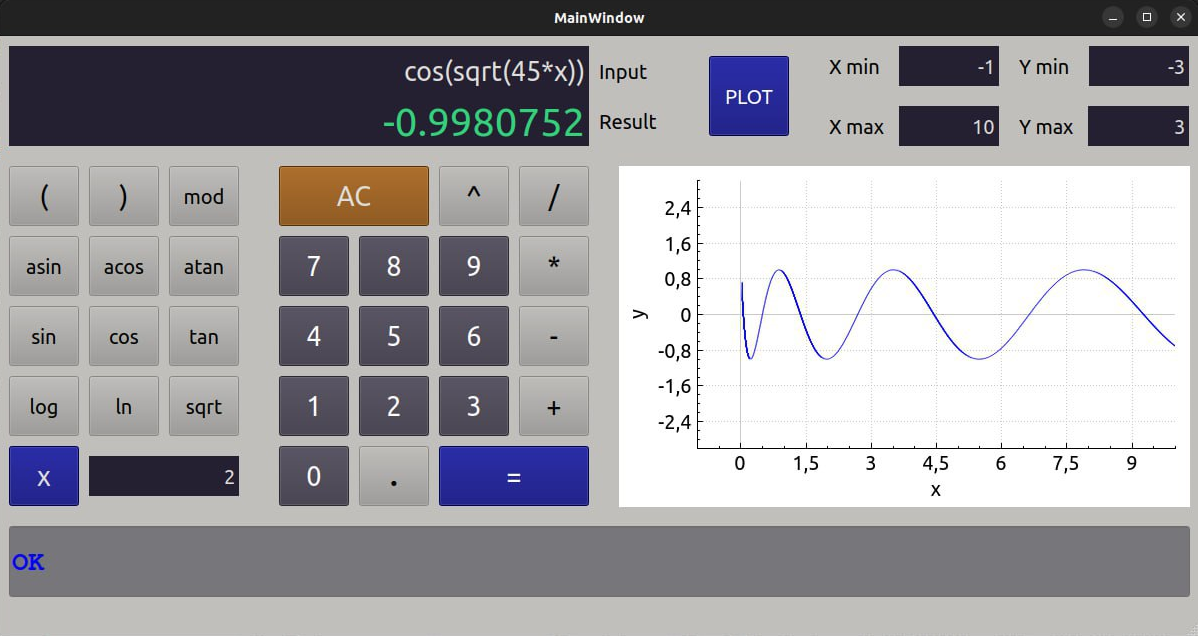 MainWindow
cos(sqrt(45*x))
Input
-0.9980752
Result
PLOT
X min
-1
Y min
-3
X max
10
Y max
3
( ) mod
AC ^ /
asin acos atan
7 8 9 *
sin cos tan
4 5 6 -
log ln sqrt
1 2 3 +
X 2
0 . =
2,4
1,6
0,8
0
-0,8
-1,6
-2,4
y
0 1,5 3 4,5 6 7,5 9
x
OK